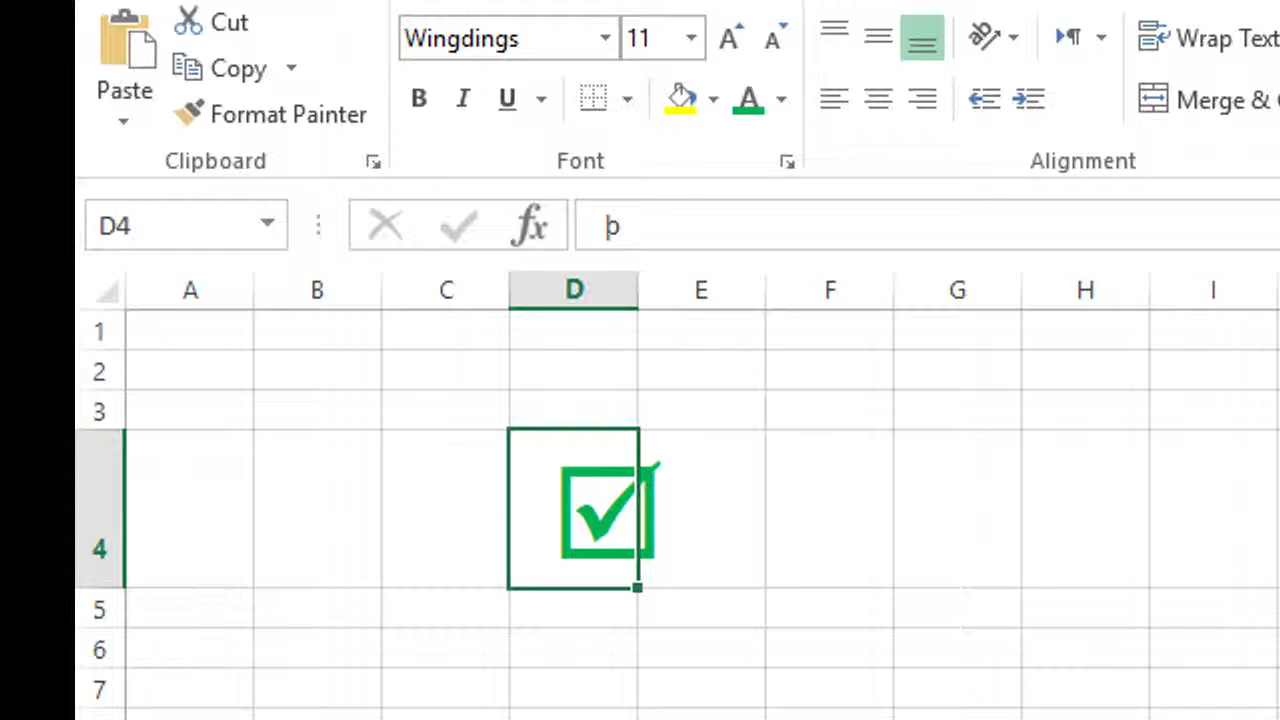 Cut
Copy
Paste
Format Painter
Clipboard
Wingdings
11
A A
B I U
A
Font
Wrap Text
Merge &
Alignment
D4
fx
þ
A B C D E F G H I
1
2
3
4
5
6
7